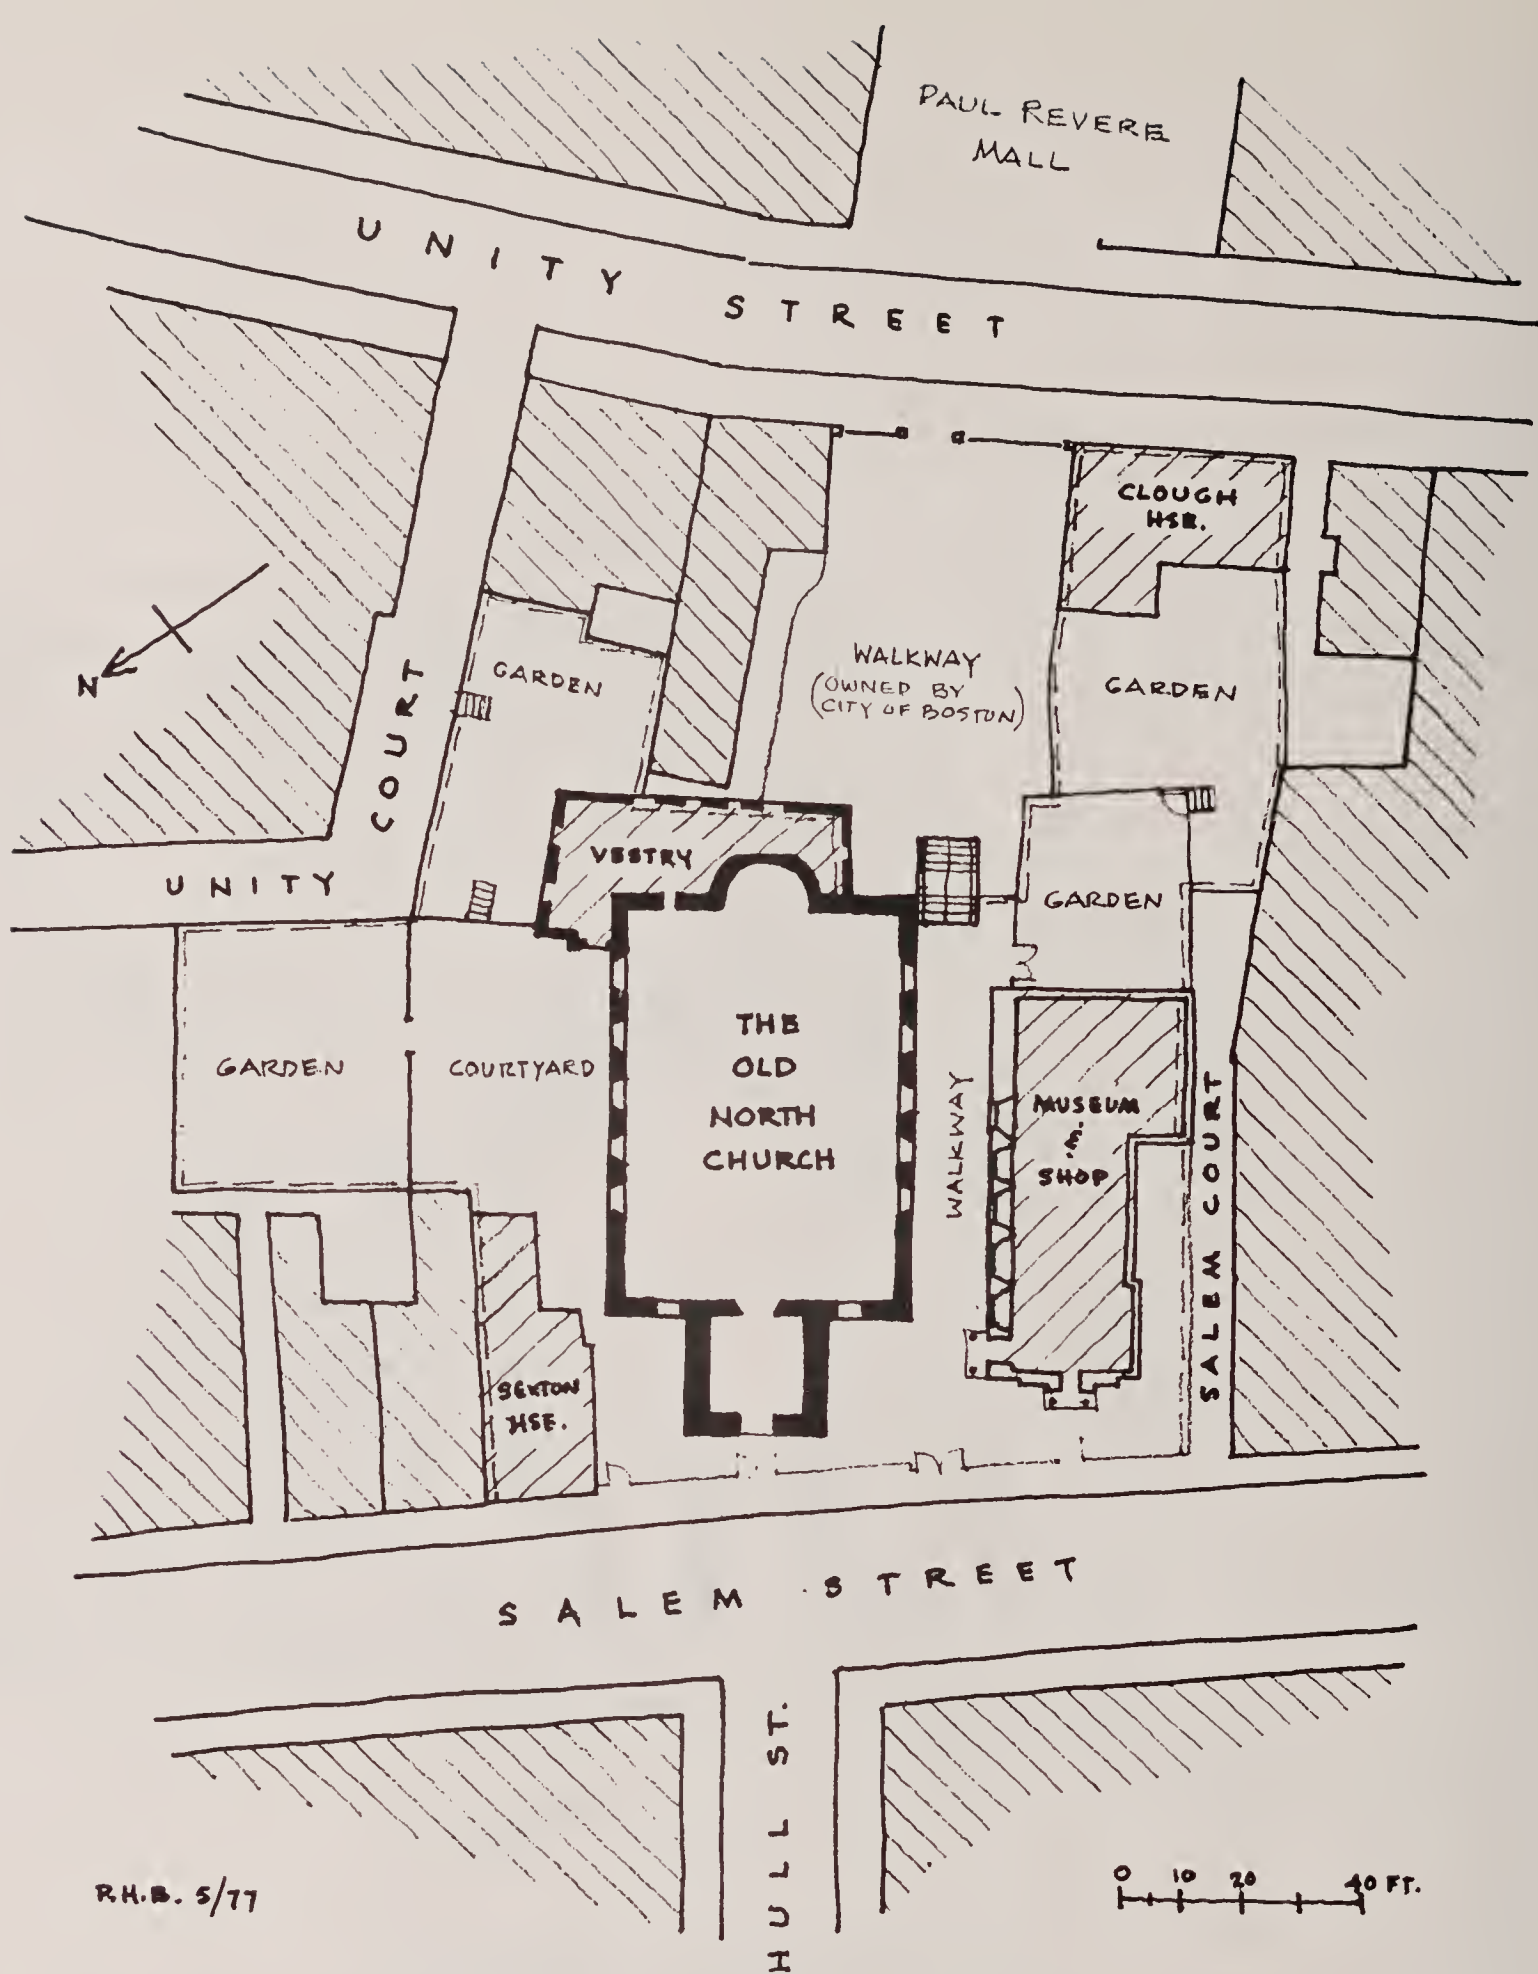 PAUL REVERE
MALL
UNITY STREET
CLOUGH
HSE.
N
GARDEN
WALKWAY
(OWNED BY
CITY OF BOSTON)
GARDEN
UNITY COURT
VESTRY
GARDEN
GARDEN
COURTYARD
THE
OLD
NORTH
CHURCH
WALKWAY
MUSEUM
&
SHOP
SALEM COURT
SEXTON
HSE.
SALEM STREET
HULL ST.
R.H.B. 5/77
0 10 20 40 FT.